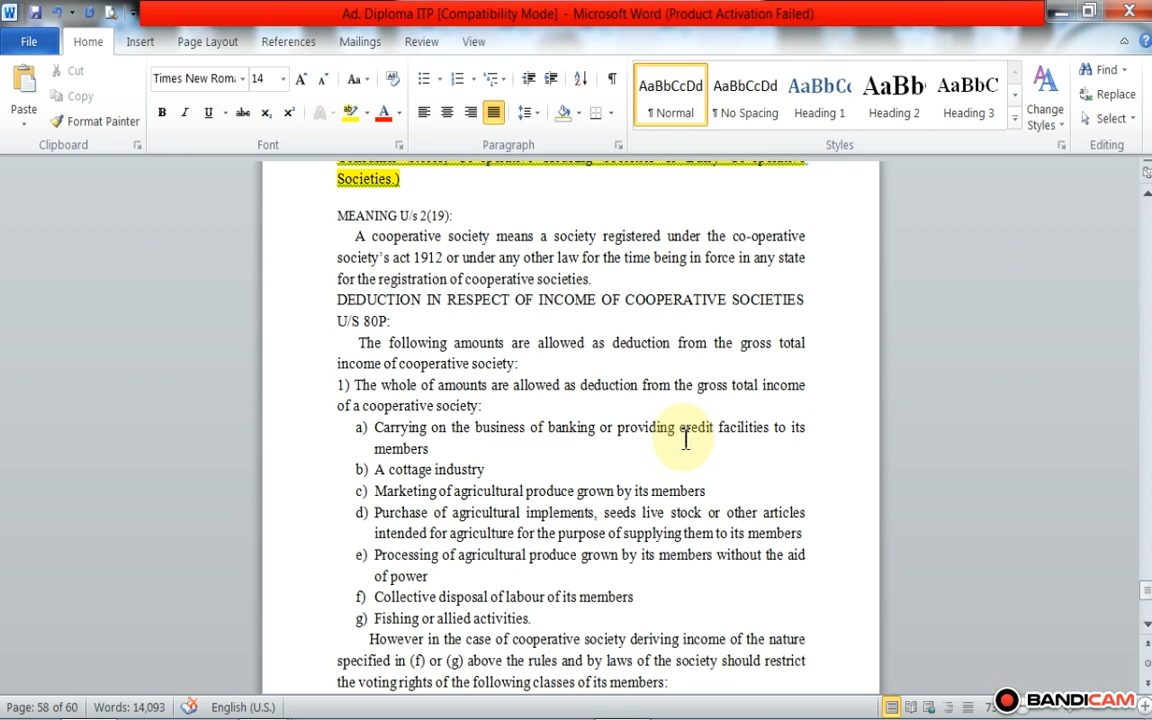 Ad. Diploma ITP [Compatibility Mode] - Microsoft Word (Product Activation Failed)
File Home Insert Page Layout References Mailings Review View
Paste
Cut
Copy
Format Painter
Times New Rom 14
Aa
B I U abc x₂ x²
AaBbCcDd AaBbCcDd AaBbCc AaBb AaBbC
¶ Normal ¶ No Spacing Heading 1 Heading 2 Heading 3
Change
Styles
Find
Replace
Select
Clipboard Font Paragraph Styles Editing
Societies.)
MEANING U/s 2(19):
A cooperative society means a society registered under the co-operative
society's act 1912 or under any other law for the time being in force in any state
for the registration of cooperative societies.
DEDUCTION IN RESPECT OF INCOME OF COOPERATIVE SOCIETIES
U/S 80P:
The following amounts are allowed as deduction from the gross total
income of cooperative society:
1) The whole of amounts are allowed as deduction from the gross total income
of a cooperative society:
a) Carrying on the business of banking or providing credit facilities to its
members
b) A cottage industry
c) Marketing of agricultural produce grown by its members
d) Purchase of agricultural implements, seeds live stock or other articles
intended for agriculture for the purpose of supplying them to its members
e) Processing of agricultural produce grown by its members without the aid
of power
f) Collective disposal of labour of its members
g) Fishing or allied activities.
However in the case of cooperative society deriving income of the nature
specified in (f) or (g) above the rules and by laws of the society should restrict
the voting rights of the following classes of its members:
Page: 58 of 60 Words: 14,093 English (U.S.)
BANDICAM